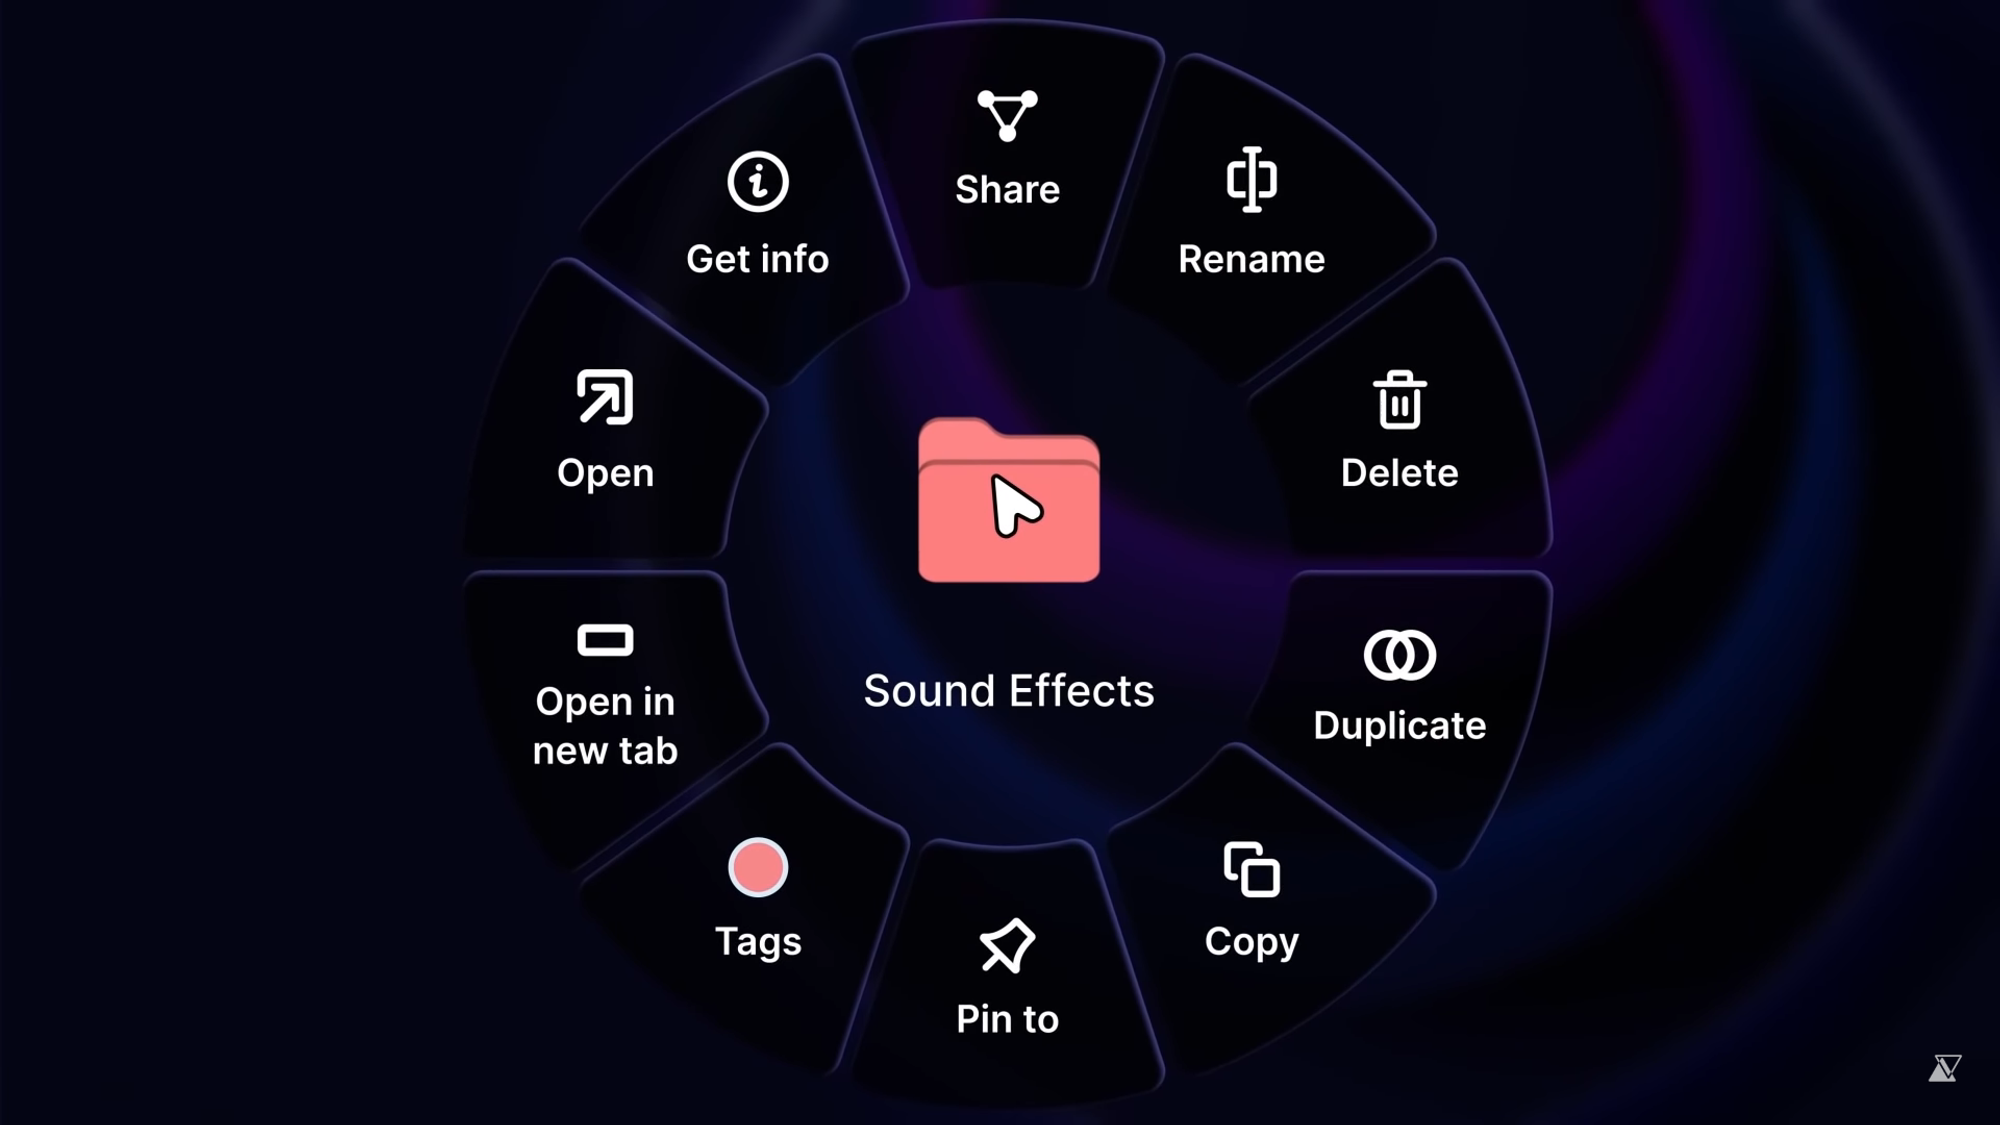 Share
Get info
Rename
Open
Delete
Sound Effects
Open in
new tab
Duplicate
Tags
Copy
Pin to